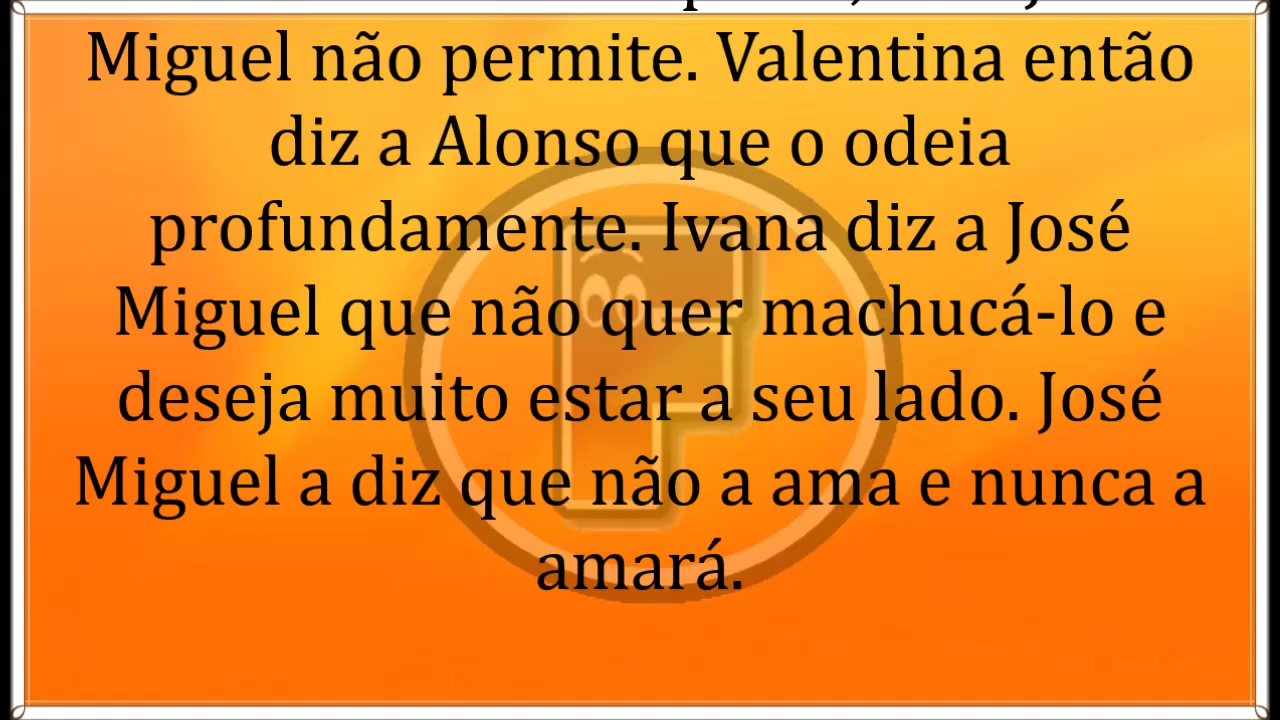 Miguel não permite. Valentina então
diz a Alonso que o odeia
profundamente. Ivana diz a José
Miguel que não quer machucá-lo e
deseja muito estar a seu lado. José
Miguel a diz que não a ama e nunca a
amará.